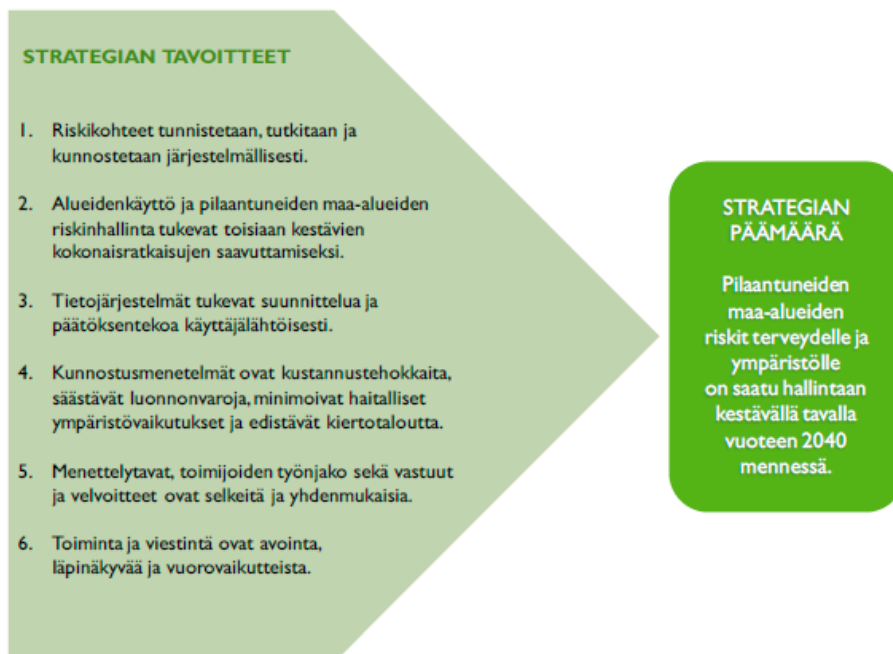 STRATEGIAN TAVOITTEET
1. Riskikohteet tunnistetaan, tutkitaan ja
kunnostetaan järjestelmällisesti.
2. Alueidenkäyttö ja pilaantuneiden maa-alueiden
riskinhallinta tukevat toisiaan kestävien
kokonaisratkaisujen saavuttamiseksi.
3. Tietojärjestelmät tukevat suunnittelua ja
päätöksentekoa käyttäjälähtöisesti.
4. Kunnostusmenetelmät ovat kustannustehokkaita,
säästävät luonnonvaroja, minimoivat haitalliset
ympäristövaikutukset ja edistävät kiertotaloutta.
5. Menettelytavat, toimijoiden työnjako sekä vastuut
ja velvoitteet ovat selkeitä ja yhdenmukaisia.
6. Toiminta ja viestintä ovat avointa,
läpinäkyvää ja vuorovaikutteista.
STRATEGIAN
PÄÄMÄÄRÄ
Pilaantuneiden
maa-alueiden
riskit terveydelle ja
ympäristölle
on saatu hallintaan
kestävällä tavalla
vuoteen 2040
mennessä.